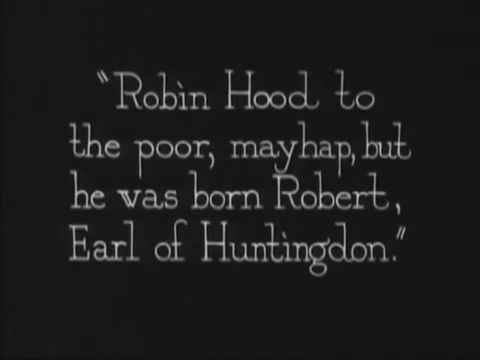 "Robin Hood to
the poor, mayhap, but
he was born Robert,
Earl of Huntingdon."